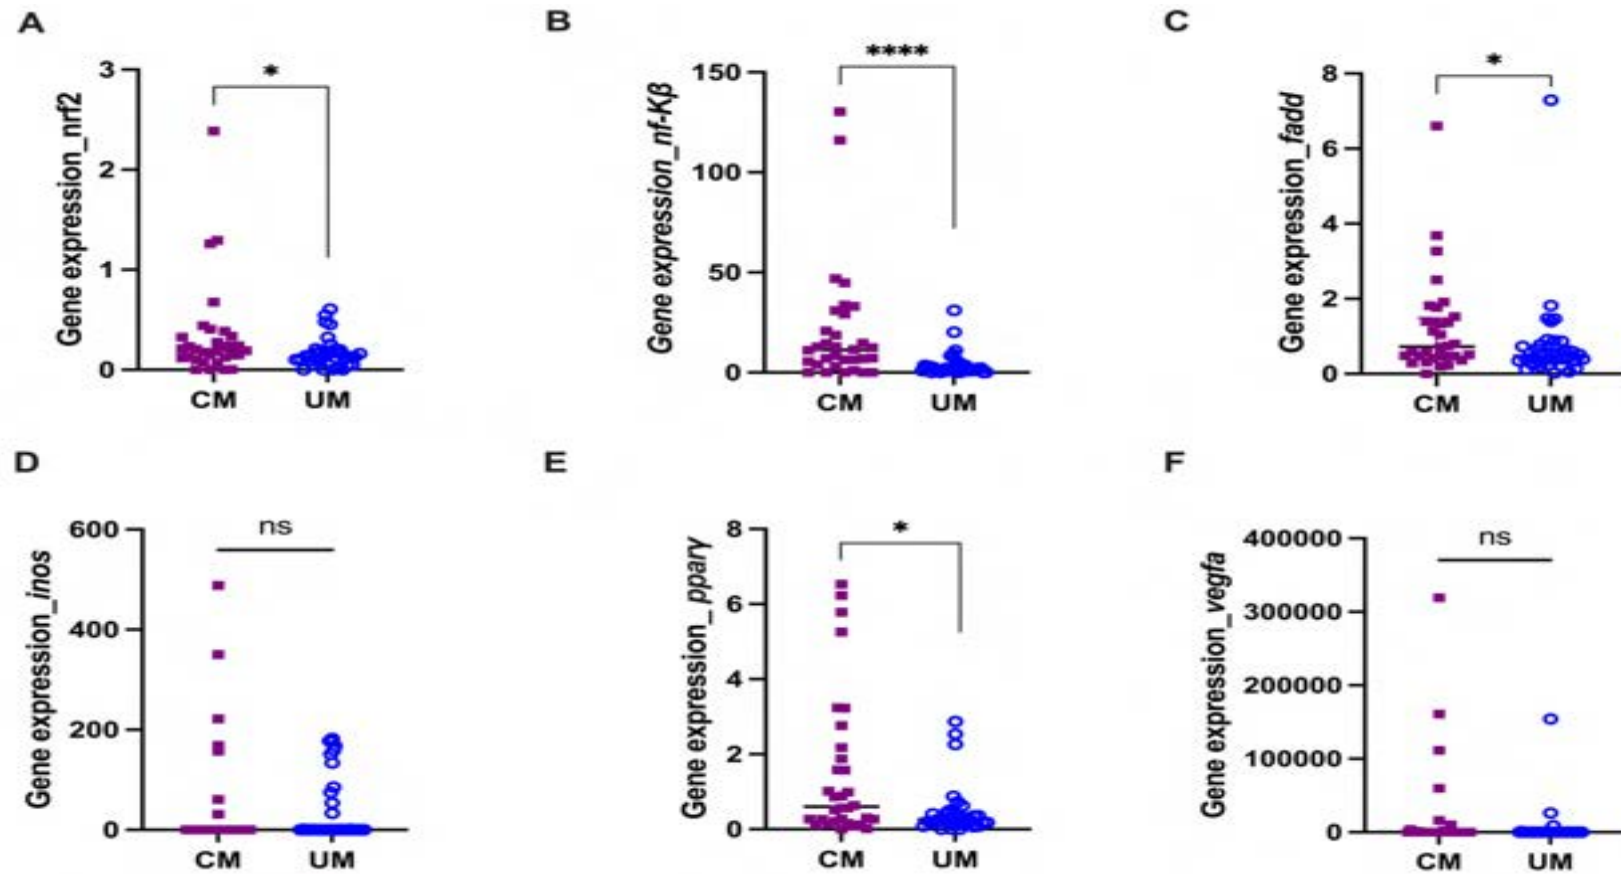 A
Gene expression_nrf2
3
2
1
0
*
CM
UM
B
Gene expression_nf-Kβ
150
100
50
0
****
CM
UM
C
Gene expression_fadd
8
6
4
2
0
*
CM
UM
D
Gene expression_inos
600
400
200
0
ns
CM
UM
E
Gene expression_ppary
8
6
4
2
0
*
CM
UM
F
Gene expression_vegfa
400000
300000
200000
100000
0
ns
CM
UM